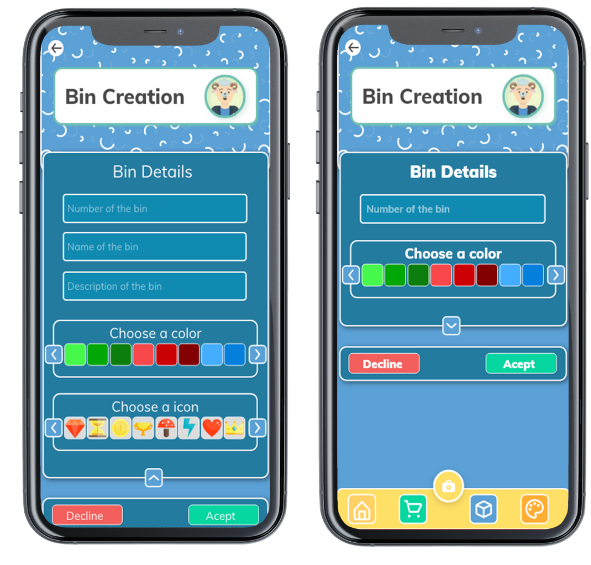 Bin Creation
Bin Details
Number of the bin
Name of the bin
Description of the bin
Choose a color
Choose a icon
Decline
Acept
Bin Creation
Bin Details
Number of the bin
Choose a color
Decline
Acept